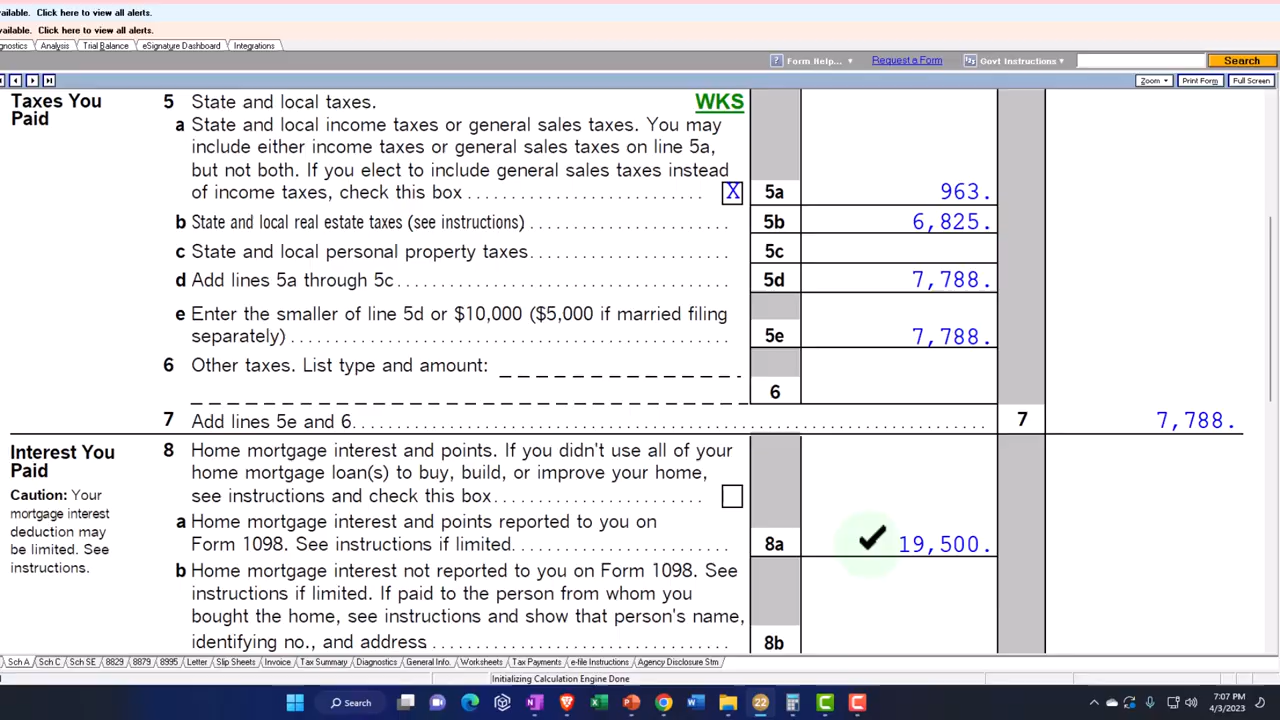 vailable. Click here to view all alerts.
vailable. Click here to view all alerts.
gnostics Analysis Trial Balance eSignature Dashboard Integrations
? Form Help... Request a Form Govt Instructions Search
Zoom Print Form Full Screen
Taxes You Paid
5 State and local taxes. WKS
a State and local income taxes or general sales taxes. You may
include either income taxes or general sales taxes on line 5a,
but not both. If you elect to include general sales taxes instead
of income taxes, check this box X 5a 963.
b State and local real estate taxes (see instructions) 5b 6,825.
c State and local personal property taxes 5c
d Add lines 5a through 5c 5d 7,788.
e Enter the smaller of line 5d or $10,000 ($5,000 if married filing
separately) 5e 7,788.
6 Other taxes. List type and amount:
6
7 Add lines 5e and 6 7 7,788.
Interest You
Paid
Caution: Your
mortgage interest
deduction may
be limited. See
instructions.
8 Home mortgage interest and points. If you didn't use all of your
home mortgage loan(s) to buy, build, or improve your home,
see instructions and check this box
a Home mortgage interest and points reported to you on
Form 1098. See instructions if limited. 8a 19,500.
b Home mortgage interest not reported to you on Form 1098. See
instructions if limited. If paid to the person from whom you
bought the home, see instructions and show that person's name,
identifying no., and address 8b
Sch A Sch C Sch SE 8829 8879 8995 Letter Slip Sheets Invoice Tax Summary Diagnostics General Info. Worksheets Tax Payments e-file Instructions Agency Disclosure Stm
Initializing Calculation Engine Done
Search 22 7:07 PM
4/3/2023